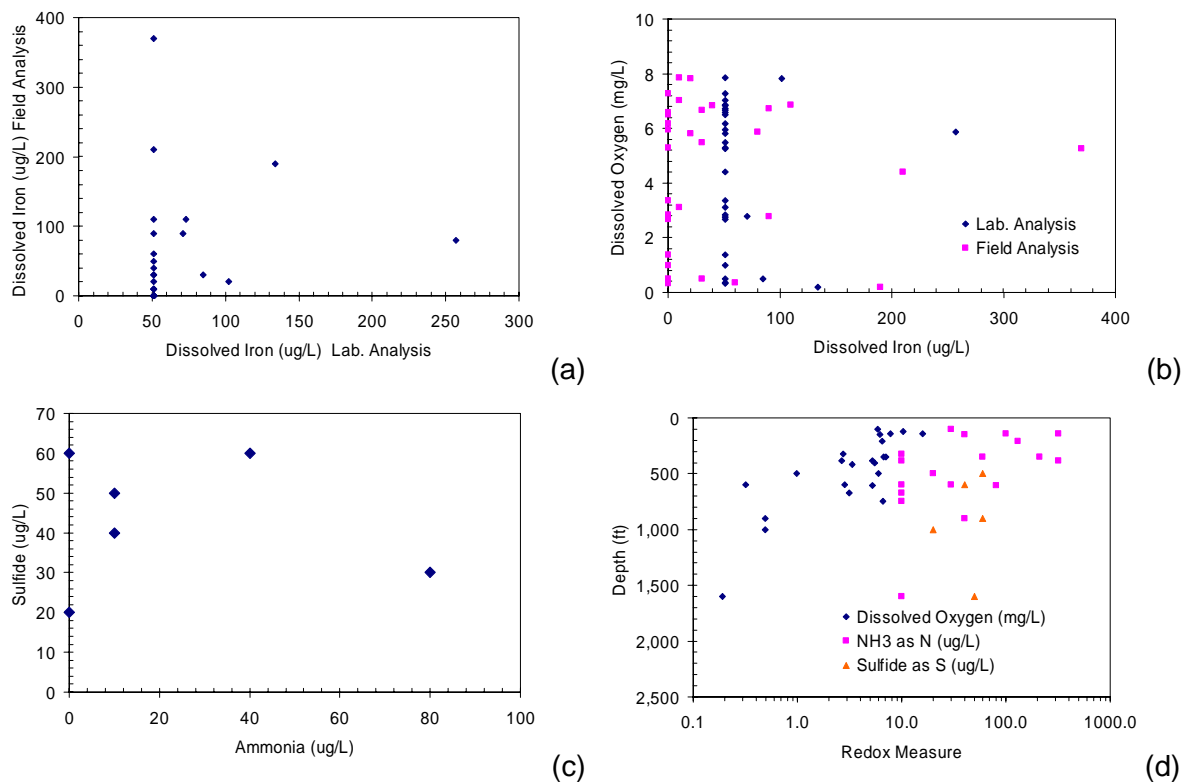 400
350
300
250
200
150
100
50
0
Dissolved Iron (ug/L) Field Analysis
0 50 100 150 200 250 300
Dissolved Iron (ug/L) Lab. Analysis
(a)
10
8
6
4
2
0
Dissolved Oxygen (mg/L)
Lab. Analysis
Field Analysis
0 100 200 300 400
Dissolved Iron (ug/L)
(b)
70
60
50
40
30
20
10
0
Sulfide (ug/L)
0 20 40 60 80 100
Ammonia (ug/L)
(c)
0
500
1,000
1,500
2,000
2,500
Depth (ft)
Dissolved Oxygen (mg/L)
NH3 as N (ug/L)
Sulfide as S (ug/L)
0.1 1.0 10.0 100.0 1000.0
Redox Measure
(d)